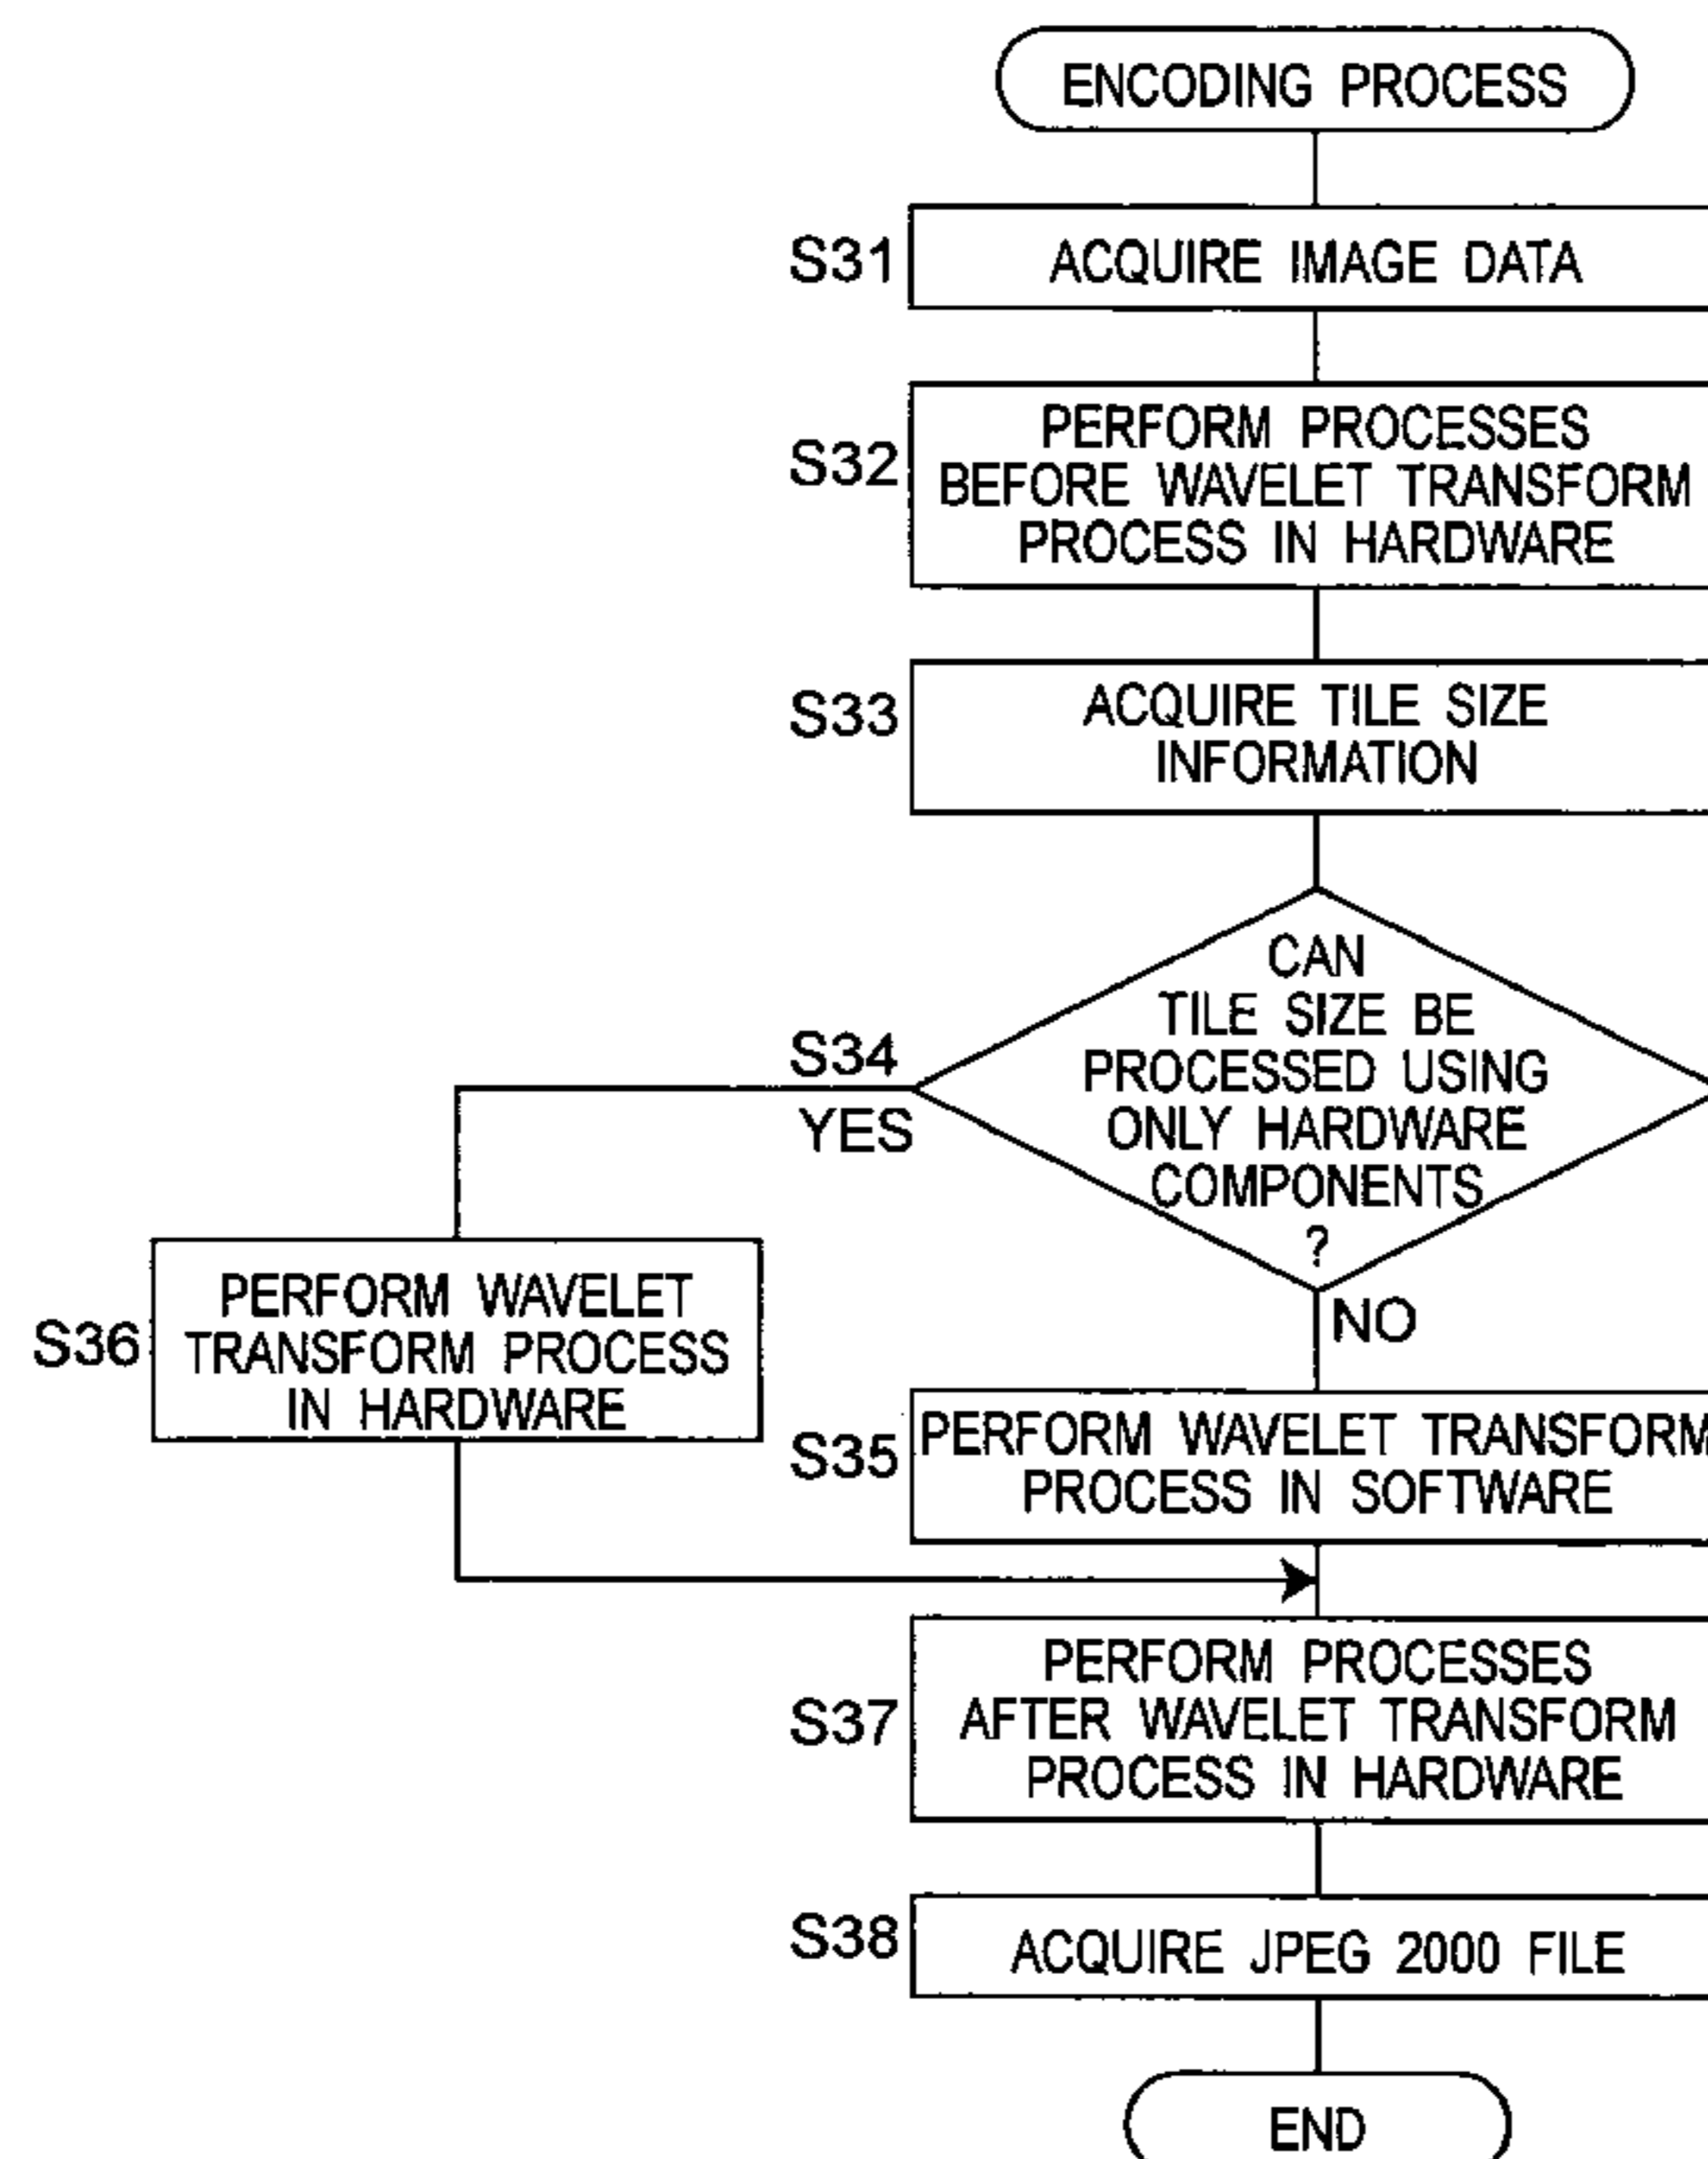 ENCODING PROCESS
S31
ACQUIRE IMAGE DATA
S32
PERFORM PROCESSES
BEFORE WAVELET TRANSFORM
PROCESS IN HARDWARE
S33
ACQUIRE TILE SIZE
INFORMATION
S34
CAN
TILE SIZE BE
PROCESSED USING
ONLY HARDWARE
COMPONENTS
?
YES
NO
S36
PERFORM WAVELET
TRANSFORM PROCESS
IN HARDWARE
S35
PERFORM WAVELET TRANSFORM
PROCESS IN SOFTWARE
S37
PERFORM PROCESSES
AFTER WAVELET TRANSFORM
PROCESS IN HARDWARE
S38
ACQUIRE JPEG 2000 FILE
END